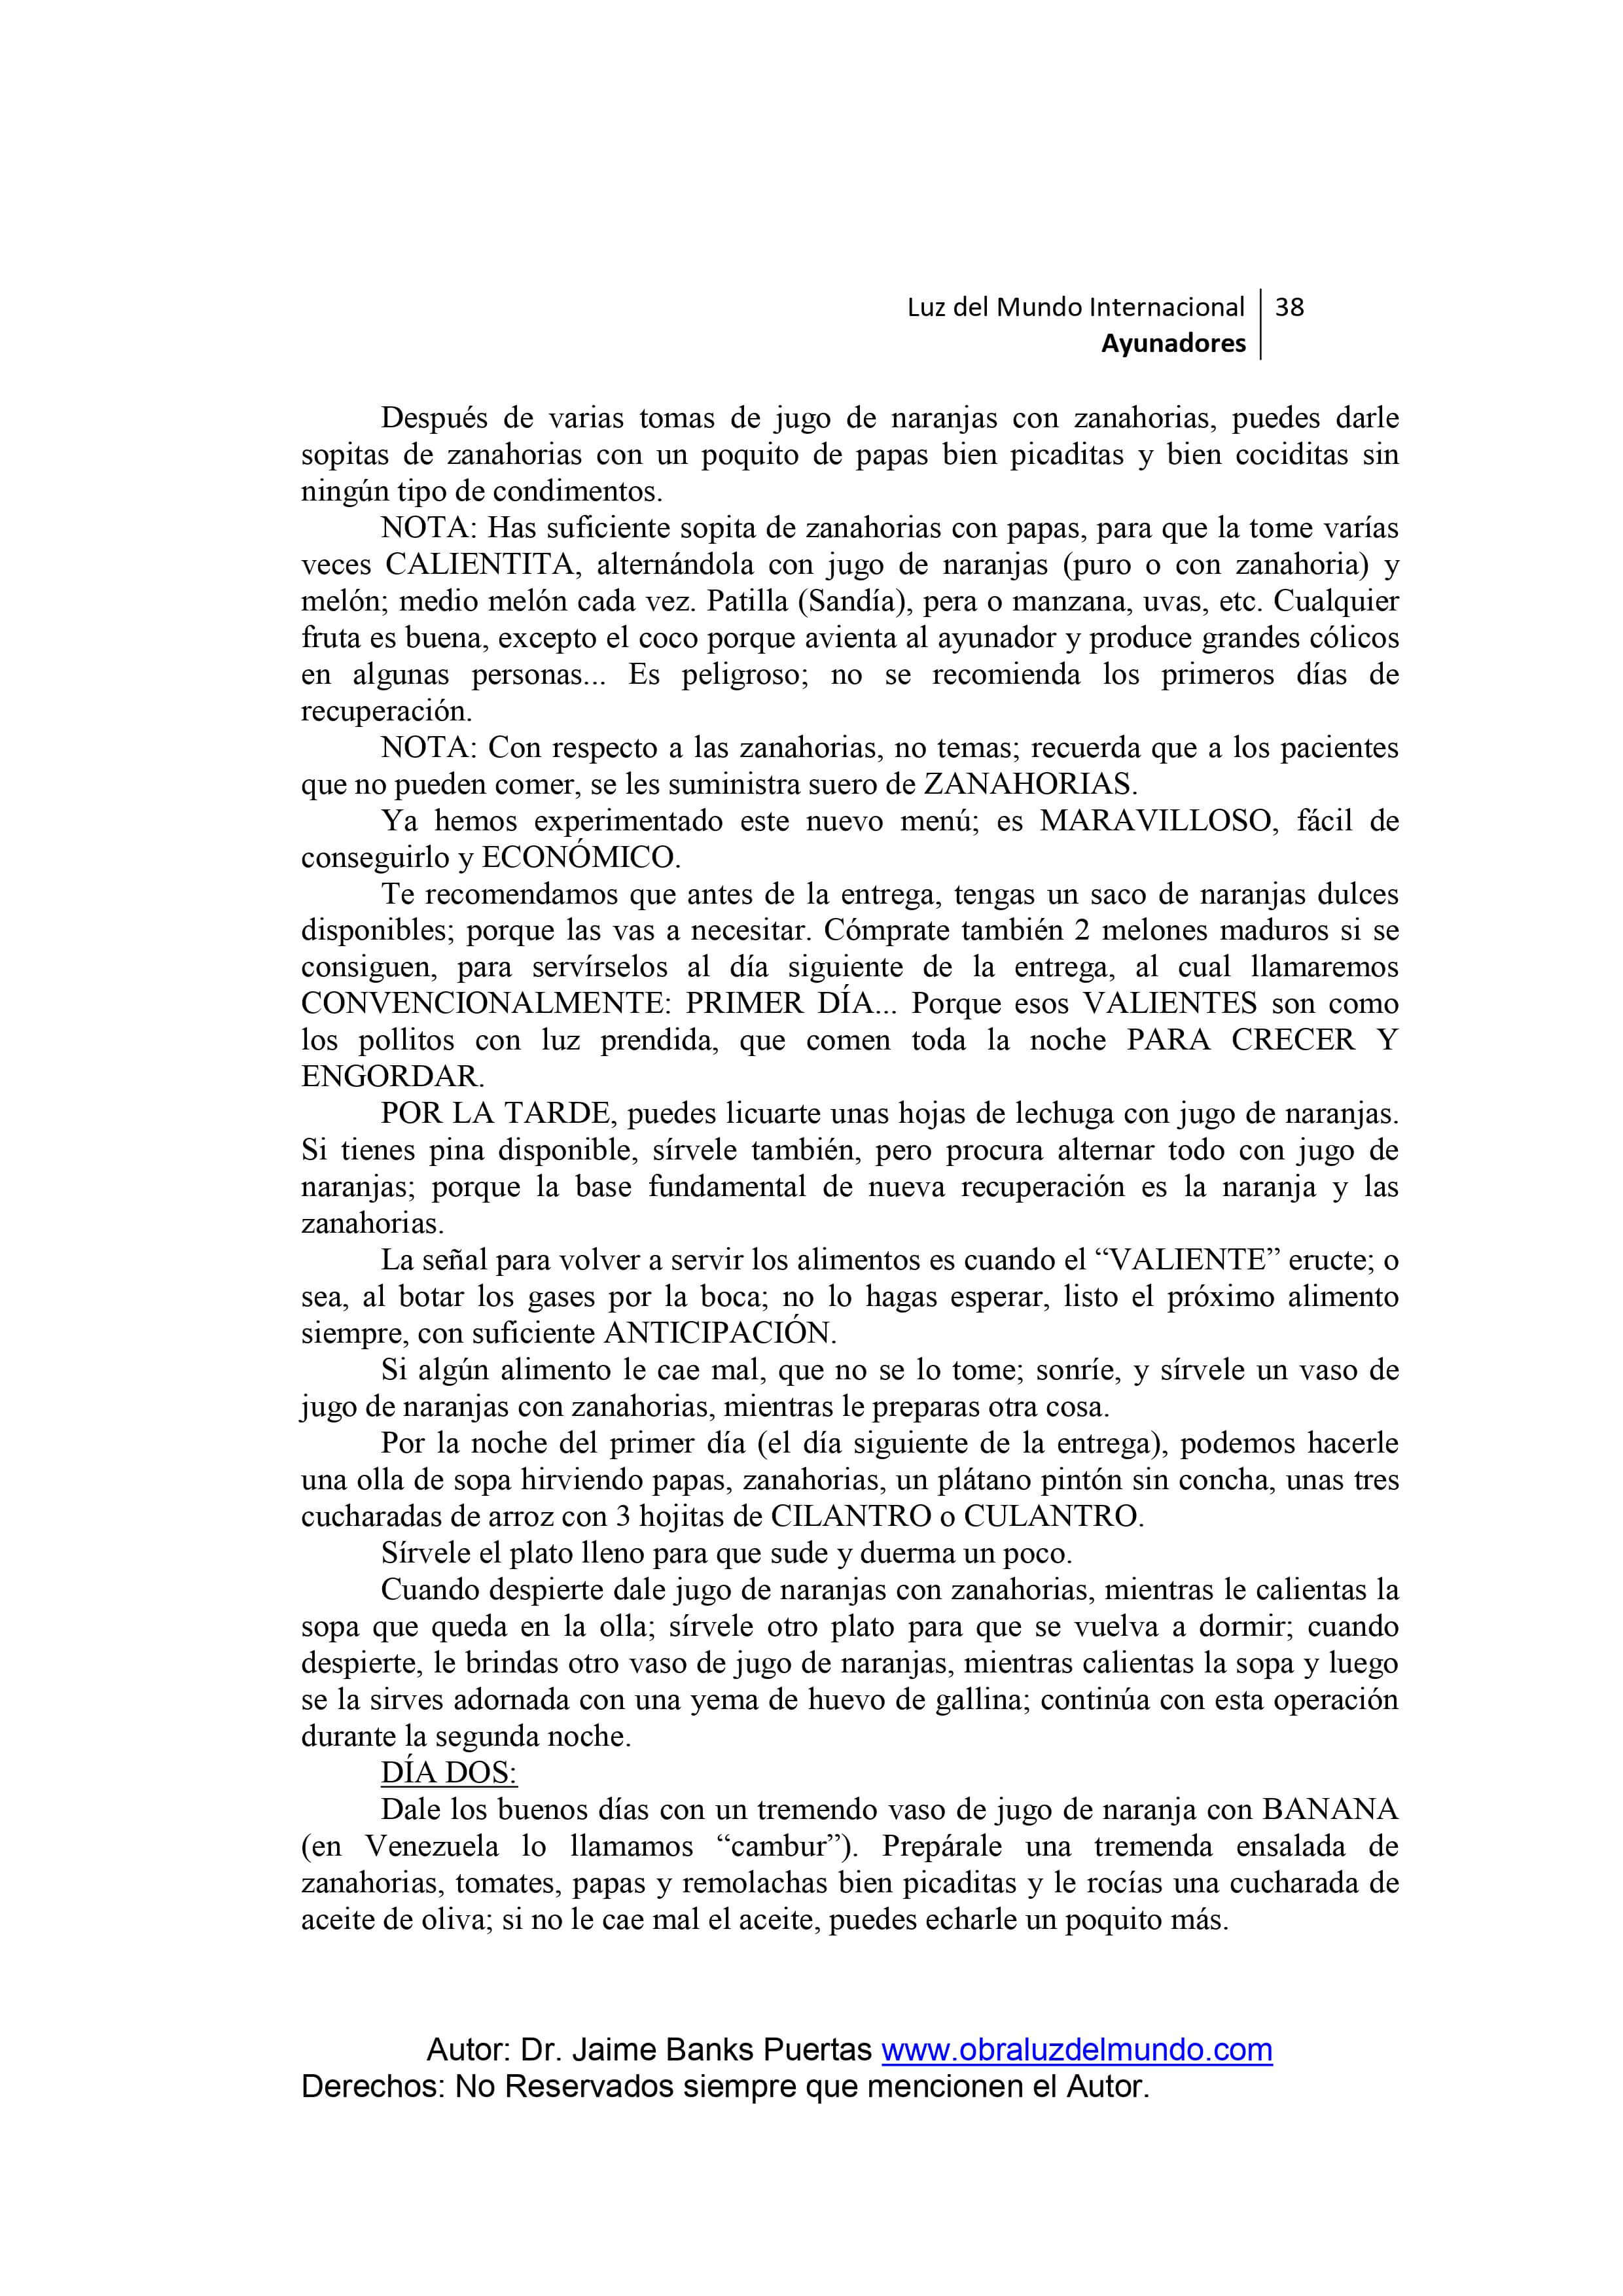 Luz del Mundo Internacional 38
Ayunadores
Después de varias tomas de jugo de naranjas con zanahorias, puedes darle
sopitas de zanahorias con un poquito de papas bien picaditas y bien cociditas sin
ningún tipo de condimentos.
NOTA: Has suficiente sopita de zanahorias con papas, para que la tome varías
veces CALIENTITA, alternándola con jugo de naranjas (puro o con zanahoria) y
melón; medio melón cada vez. Patilla (Sandía), pera o manzana, uvas, etc. Cualquier
fruta es buena, excepto el coco porque avienta al ayunador y produce grandes cólicos
en algunas personas... Es peligroso; no se recomienda los primeros días de
recuperación.
NOTA: Con respecto a las zanahorias, no temas; recuerda que a los pacientes
que no pueden comer, se les suministra suero de ZANAHORIAS.
Ya hemos experimentado este nuevo menú; es MARAVILLOSO, fácil de
conseguirlo y ECONÓMICO.
Te recomendamos que antes de la entrega, tengas un saco de naranjas dulces
disponibles; porque las vas a necesitar. Cómprate también 2 melones maduros si se
consiguen, para servírselos al día siguiente de la entrega, al cual llamaremos
CONVENCIONALMENTE: PRIMER DÍA... Porque esos VALIENTES son como
los pollitos con luz prendida, que comen toda la noche PARA CRECER Y
ENGORDAR.
POR LA TARDE, puedes licuarte unas hojas de lechuga con jugo de naranjas.
Si tienes pina disponible, sírvele también, pero procura alternar todo con jugo de
naranjas; porque la base fundamental de nueva recuperación es la naranja y las
zanahorias.
La señal para volver a servir los alimentos es cuando el “VALIENTE” eructe; o
sea, al botar los gases por la boca; no lo hagas esperar, listo el próximo alimento
siempre, con suficiente ANTICIPACIÓN.
Si algún alimento le cae mal, que no se lo tome; sonríe, y sírvele un vaso de
jugo de naranjas con zanahorias, mientras le preparas otra cosa.
Por la noche del primer día (el día siguiente de la entrega), podemos hacerle
una olla de sopa hirviendo papas, zanahorias, un plátano pintón sin concha, unas tres
cucharadas de arroz con 3 hojitas de CILANTRO o CULANTRO.
Sírvele el plato lleno para que sude y duerma un poco.
Cuando despierte dale jugo de naranjas con zanahorias, mientras le calientas la
sopa que queda en la olla; sírvele otro plato para que se vuelva a dormir; cuando
despierte, le brindas otro vaso de jugo de naranjas, mientras calientas la sopa y luego
se la sirves adornada con una yema de huevo de gallina; continúa con esta operación
durante la segunda noche.
DÍA DOS:
Dale los buenos días con un tremendo vaso de jugo de naranja con BANANA
(en Venezuela lo llamamos “cambur”). Prepárale una tremenda ensalada de
zanahorias, tomates, papas y remolachas bien picaditas y le rocías una cucharada de
aceite de oliva; si no le cae mal el aceite, puedes echarle un poquito más.
Autor: Dr. Jaime Banks Puertas www.obraluzdelmundo.com
Derechos: No Reservados siempre que mencionen el Autor.